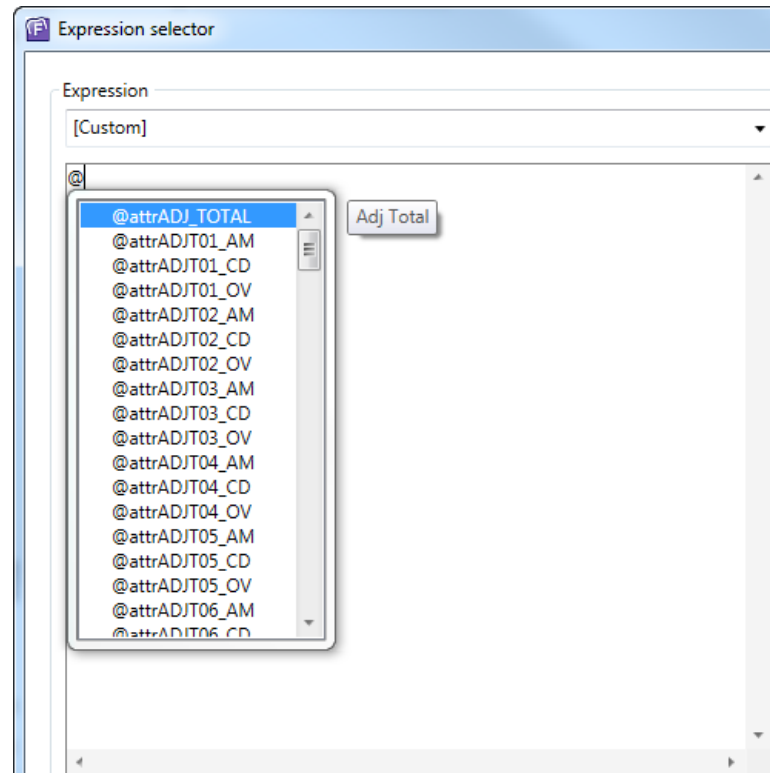 Expression selector
Expression
[Custom]
@
@attrADJ_TOTAL
Adj Total
@attrADJT01_AM
@attrADJT01_CD
@attrADJT01_OV
@attrADJT02_AM
@attrADJT02_CD
@attrADJT02_OV
@attrADJT03_AM
@attrADJT03_CD
@attrADJT03_OV
@attrADJT04_AM
@attrADJT04_CD
@attrADJT04_OV
@attrADJT05_AM
@attrADJT05_CD
@attrADJT05_OV
@attrADJT06_AM
@attrADJT06_CD